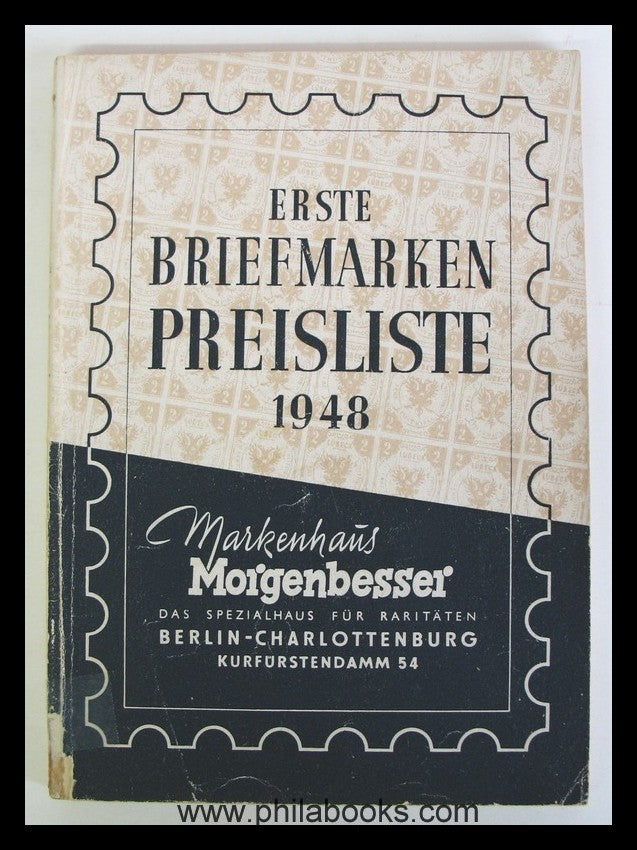 ERSTE
BRIEFMARKEN
PREISLISTE
1948
Markenhaus
Morgenbesser
DAS SPEZIALHAUS FÜR RARITÄTEN
BERLIN-CHARLOTTENBURG
KURFÜRSTENDAMM 54
www.philabooks.com